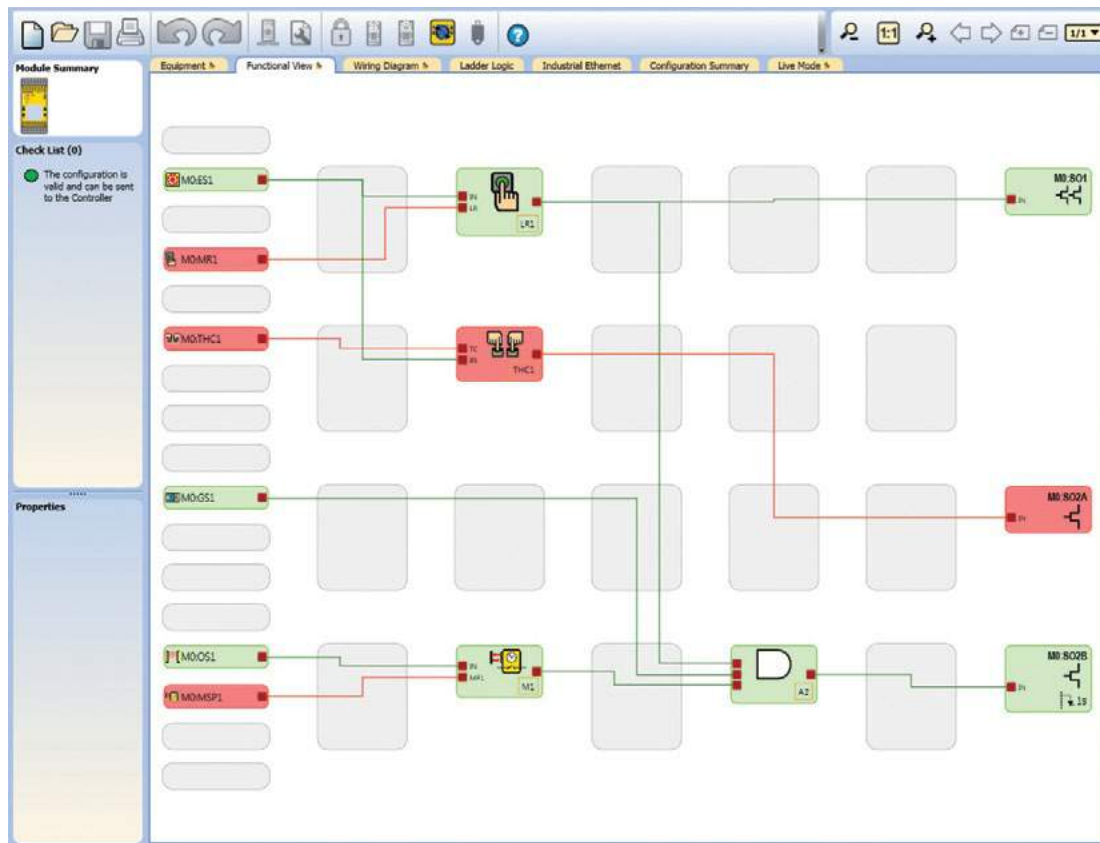 1:1
1/1
Module Summary
Equipment
Functional View
Wiring Diagram
Ladder Logic
Industrial Ethernet
Configuration Summary
Live Mode
Check List (0)
The configuration is
valid and can be sent
to the Controller
Properties
M0:ES1
M0:MR1
M0:THC1
M0:GS1
M0:OS1
M0:MSP1
IN
LR
LR1
TC
IN
THC1
IN
MP1
M1
A2
M0:SO1
IN
M0:SO2A
IN
M0:SO2B
IN
1s